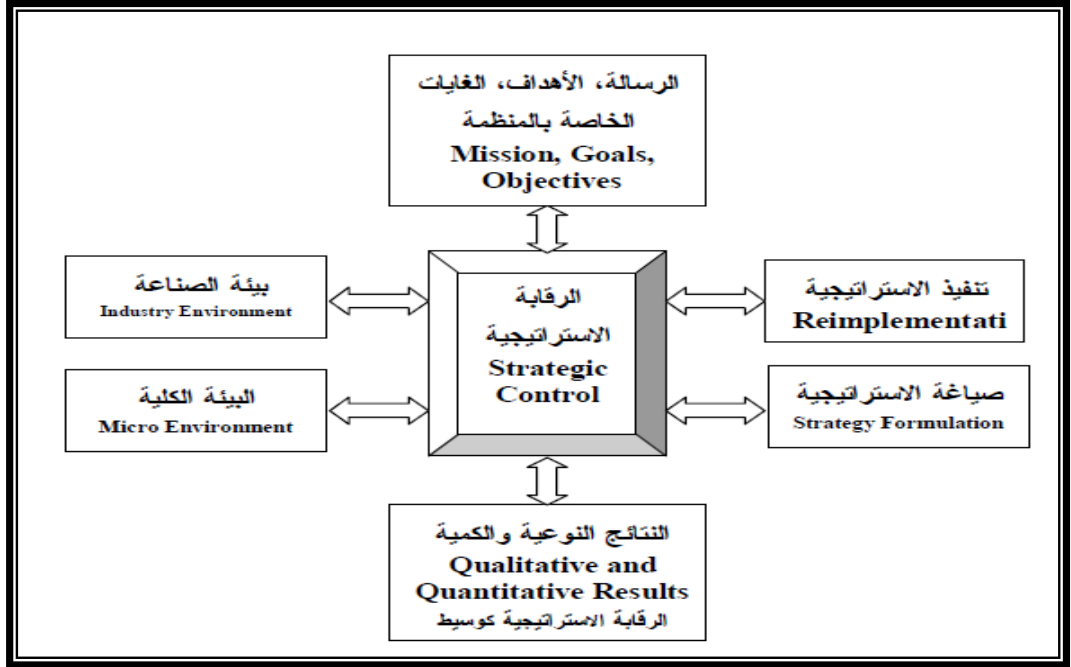 الرسالة، الأهداف، الغايات
الخاصة بالمنظمة
Mission, Goals,
Objectives
بيئة الصناعة
Industry Environment
الرقابة
الاستراتيجية
Strategic
Control
تنفيذ الاستراتيجية
Reimplementati
البيئة الكلية
Micro Environment
صياغة الاستراتيجية
Strategy Formulation
النتائج النوعية والكمية
Qualitative and
Quantitative Results
الرقابة الاستراتيجية كوسيط